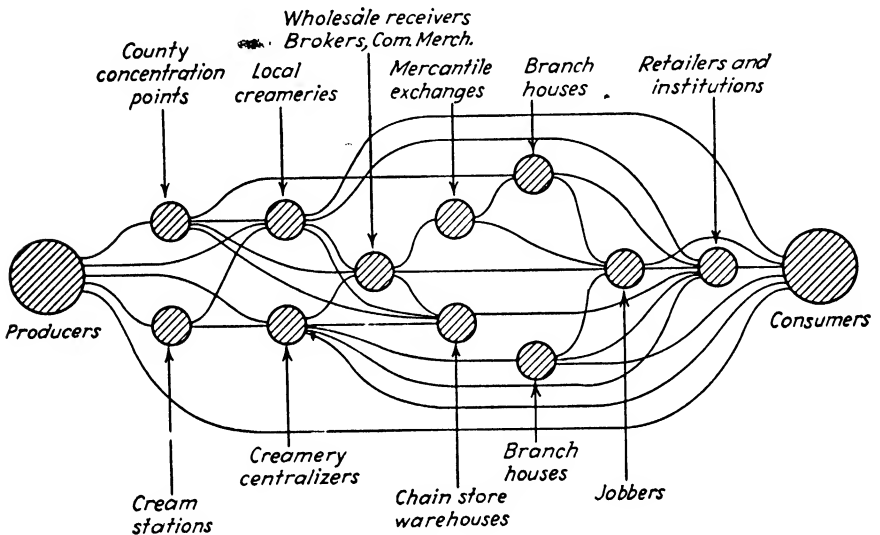 Wholesale receivers
Brokers, Com. Merch.
County
concentration
points
Local
creameries
Mercantile
exchanges
Branch
houses
Retailers and
institutions
Producers
Consumers
Cream
stations
Creamery
centralizers
Chain store
warehouses
Branch
houses
Jobbers